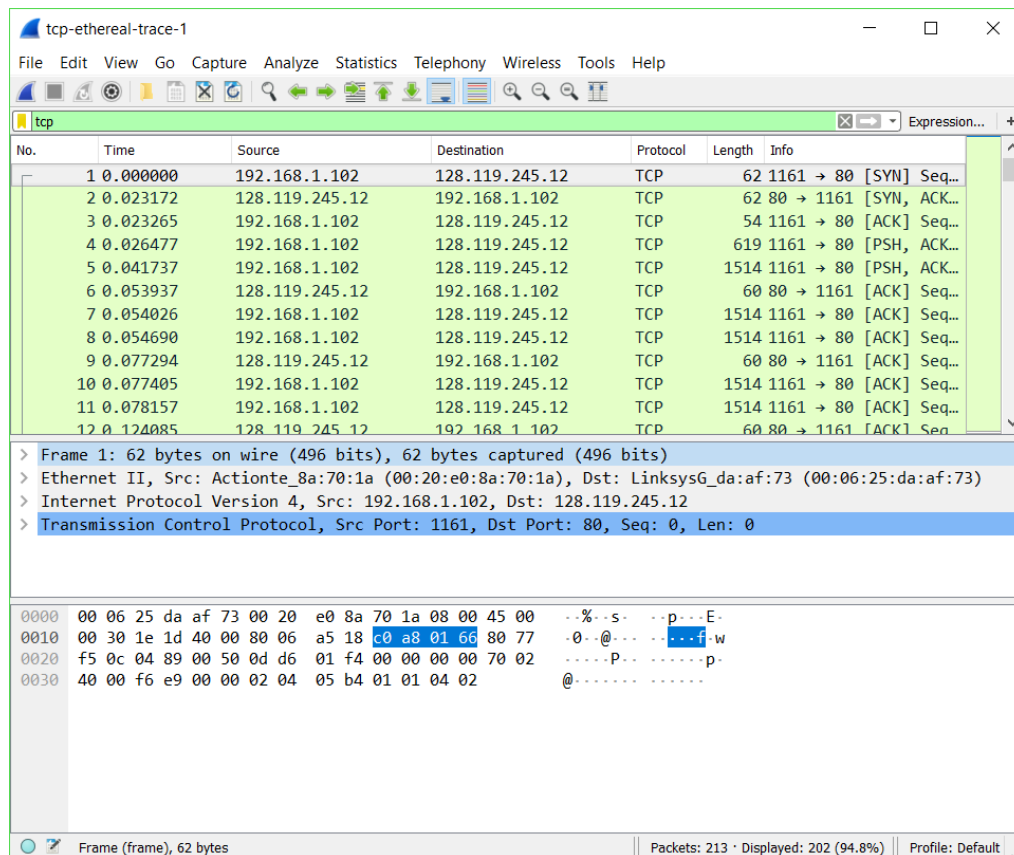 tcp-ethereal-trace-1
File Edit View Go Capture Analyze Statistics Telephony Wireless Tools Help
tcp Expression... +
No. Time Source Destination Protocol Length Info
1 0.000000 192.168.1.102 128.119.245.12 TCP 62 1161 → 80 [SYN] Seq…
2 0.023172 128.119.245.12 192.168.1.102 TCP 62 80 → 1161 [SYN, ACK…
3 0.023265 192.168.1.102 128.119.245.12 TCP 54 1161 → 80 [ACK] Seq…
4 0.026477 192.168.1.102 128.119.245.12 TCP 619 1161 → 80 [PSH, ACK…
5 0.041737 192.168.1.102 128.119.245.12 TCP 1514 1161 → 80 [PSH, ACK…
6 0.053937 128.119.245.12 192.168.1.102 TCP 60 80 → 1161 [ACK] Seq…
7 0.054026 192.168.1.102 128.119.245.12 TCP 1514 1161 → 80 [ACK] Seq…
8 0.054690 192.168.1.102 128.119.245.12 TCP 1514 1161 → 80 [ACK] Seq…
9 0.077294 128.119.245.12 192.168.1.102 TCP 60 80 → 1161 [ACK] Seq…
10 0.077405 192.168.1.102 128.119.245.12 TCP 1514 1161 → 80 [ACK] Seq…
11 0.078157 192.168.1.102 128.119.245.12 TCP 1514 1161 → 80 [ACK] Seq…
12 0.124085 128.119.245.12 192.168.1.102 TCP 60 80 → 1161 [ACK] Seq…
> Frame 1: 62 bytes on wire (496 bits), 62 bytes captured (496 bits)
> Ethernet II, Src: Actionte_8a:70:1a (00:20:e0:8a:70:1a), Dst: LinksysG_da:af:73 (00:06:25:da:af:73)
> Internet Protocol Version 4, Src: 192.168.1.102, Dst: 128.119.245.12
> Transmission Control Protocol, Src Port: 1161, Dst Port: 80, Seq: 0, Len: 0
0000 00 06 25 da af 73 00 20 e0 8a 70 1a 08 00 45 00 ··%··s·  ··p···E·
0010 00 30 1e 1d 40 00 80 06 a5 18 c0 a8 01 66 80 77 ·0··@··· ·····f·w
0020 f5 0c 04 89 00 50 0d d6 01 f4 00 00 00 00 70 02 ·····P·· ······p·
0030 40 00 f6 e9 00 00 02 04 05 b4 01 01 04 02 @······· ······
Frame (frame), 62 bytes Packets: 213 · Displayed: 202 (94.8%) Profile: Default